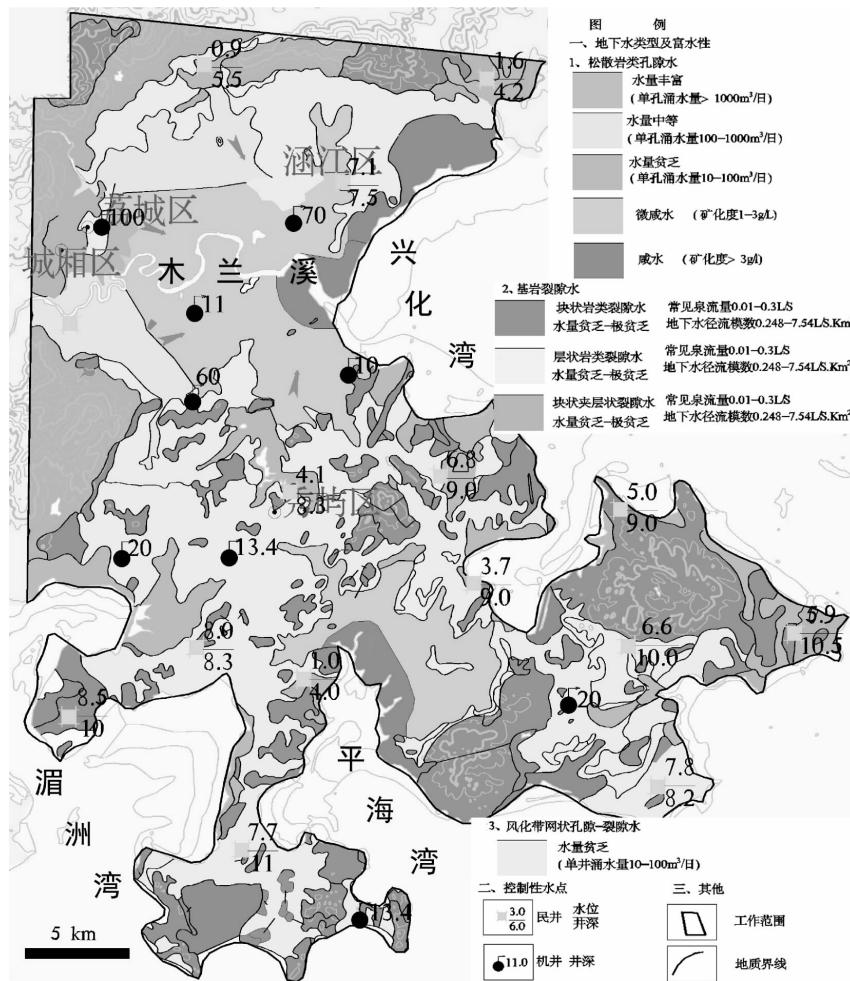 图 例
一、地下水类型及富水性
1、松散岩类孔隙水
水量丰富
(单孔涌水量> 1000m³/日)
水量中等
(单孔涌水量100-1000m³/日)
水量贫乏
(单孔涌水量10-100m³/日)
微咸水 (矿化度1-3g/L)
咸水 (矿化度> 3g/l)
2、基岩裂隙水
块状岩类裂隙水 常见泉流量0.01-0.3L/S
水量贫乏-极贫乏 地下水径流模数0.248-7.54L/S.Km
层状岩类裂隙水 常见泉流量0.01-0.3L/S
水量贫乏-极贫乏 地下水径流模数0.248-7.54L/S.Km²
块状夹层状裂隙水 常见泉流量0.01-0.3L/S
水量贫乏-极贫乏 地下水径流模数0.248-7.54L/S.Km²
0.9
5.5
1.6
4.2
涵江区
7.1
7.5
荔城区
100
70
城厢区
木兰溪
兴化湾
11
10
60
4.1
8.3
6.8
9.0
5.0
9.0
20
13.4
3.7
9.0
8.3
6.6
10.0
10.5
1.0
4.0
8.5
10
20
7.8
8.2
湄洲湾
平海湾
7.7
11
13.4
5 km
3、风化带网状孔隙-裂隙水
水量贫乏
(单井涌水量10-100m³/日)
二、控制性水点
3.0
6.0
民井 水位
井深
11.0 机井 井深
三、其他
工作范围
地质界线